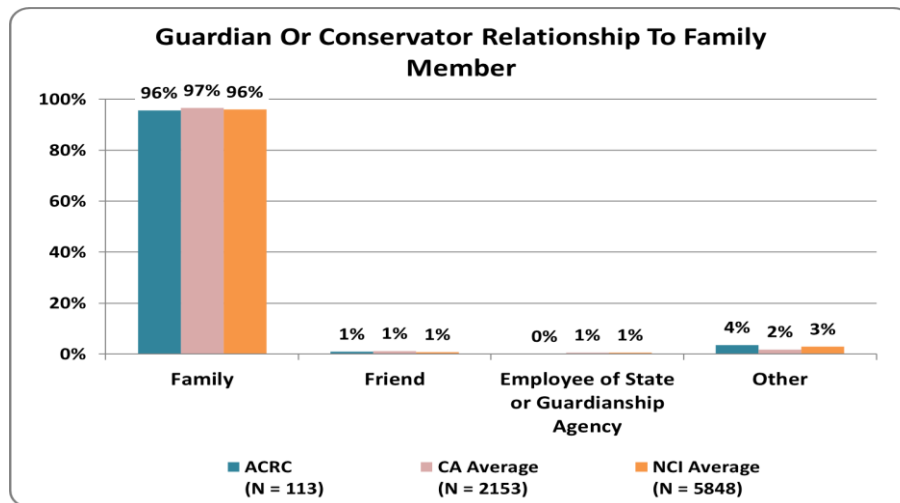 Guardian Or Conservator Relationship To Family
Member
96% 97% 96%
100%
80%
60%
40%
20%
0%
1% 1% 1%
0% 1% 1%
4% 2% 3%
Family
Friend
Employee of State
or Guardianship
Agency
Other
ACRC
(N = 113)
CA Average
(N = 2153)
NCI Average
(N = 5848)